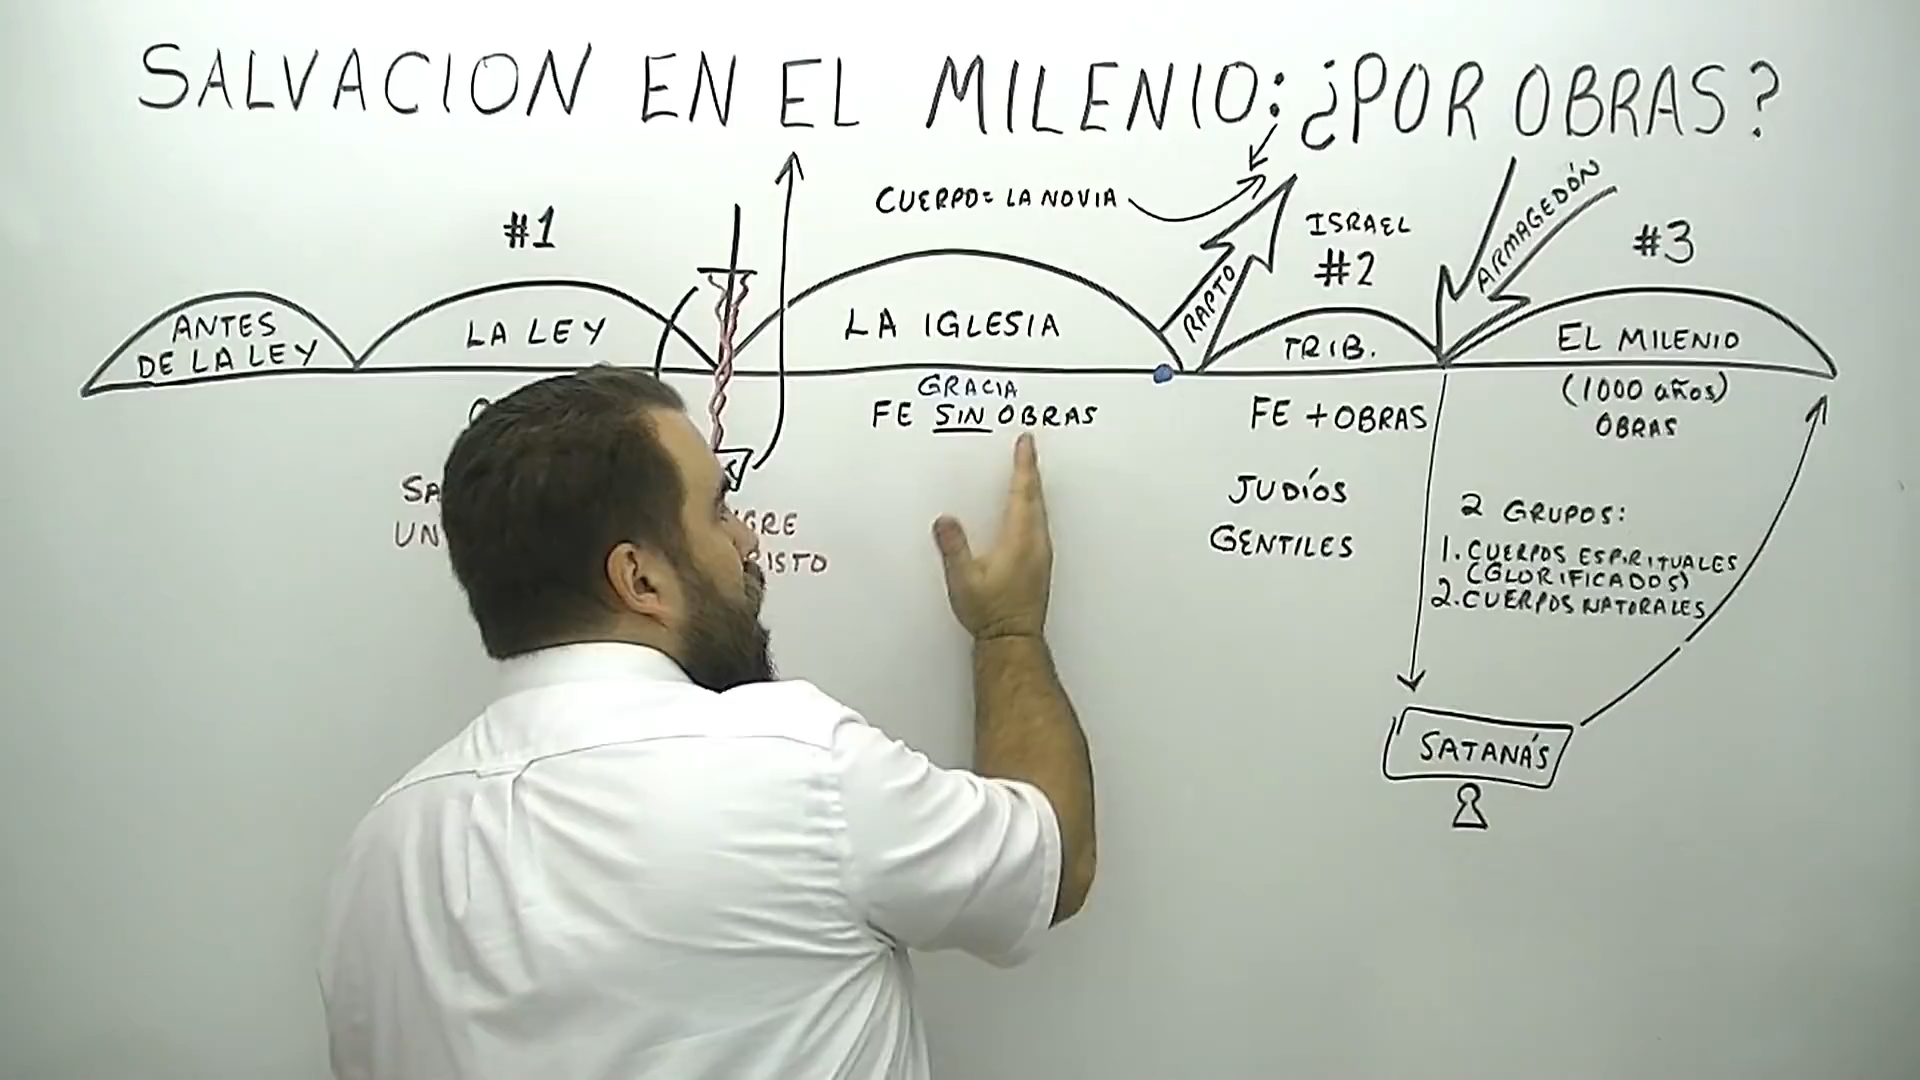 SALVACION EN EL MILENIO: ¿POR OBRAS?
CUERPO= LA NOVIA
#1
ISRAEL
#2
ARMAGEDÓN
#3
ANTES
DE LA LEY
LA LEY
LA IGLESIA
RAPTO
TRIB.
EL MILENIO
GRACIA
FE SIN OBRAS
FE + OBRAS
(1000 años)
OBRAS
JUDÍOS
GENTILES
2 GRUPOS:
1. CUERPOS ESPIRITUALES
(GLORIFICADOS)
2. CUERPOS NATURALES
SATANÁS